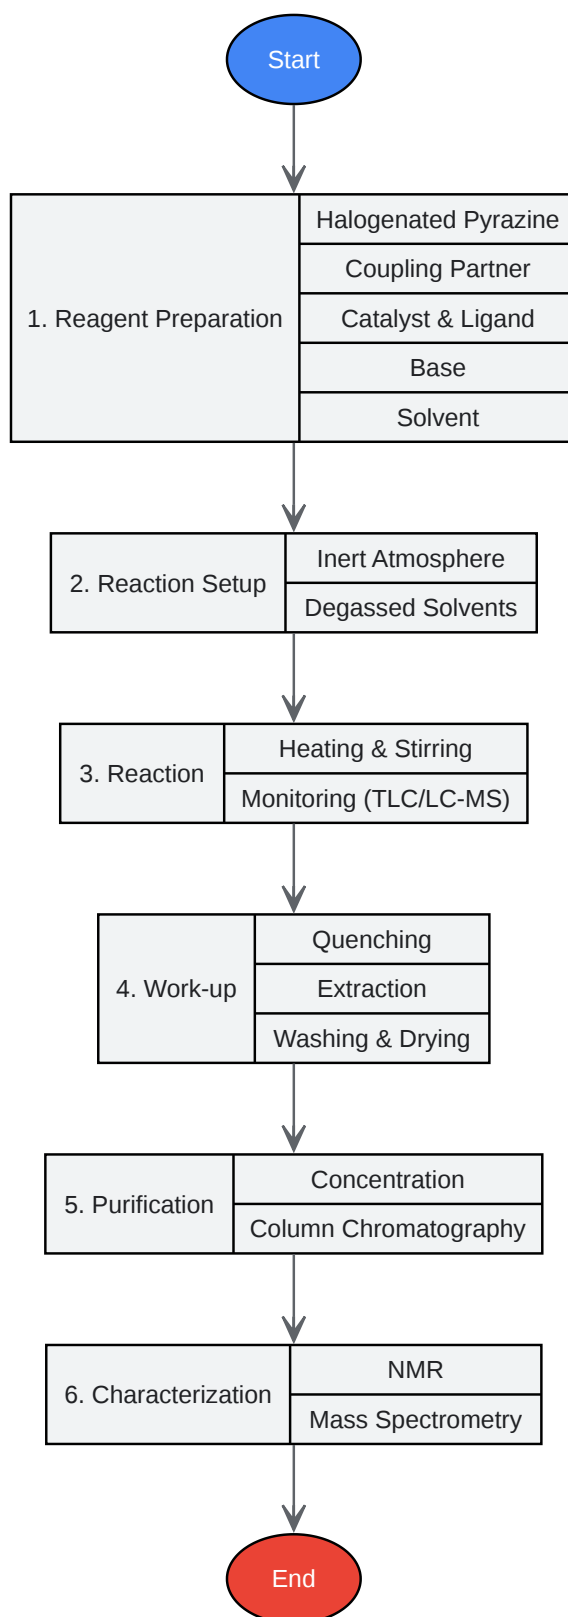 Start
1. Reagent Preparation
Halogenated Pyrazine
Coupling Partner
Catalyst & Ligand
Base
Solvent
2. Reaction Setup
Inert Atmosphere
Degassed Solvents
3. Reaction
Heating & Stirring
Monitoring (TLC/LC-MS)
4. Work-up
Quenching
Extraction
Washing & Drying
5. Purification
Concentration
Column Chromatography
6. Characterization
NMR
Mass Spectrometry
End